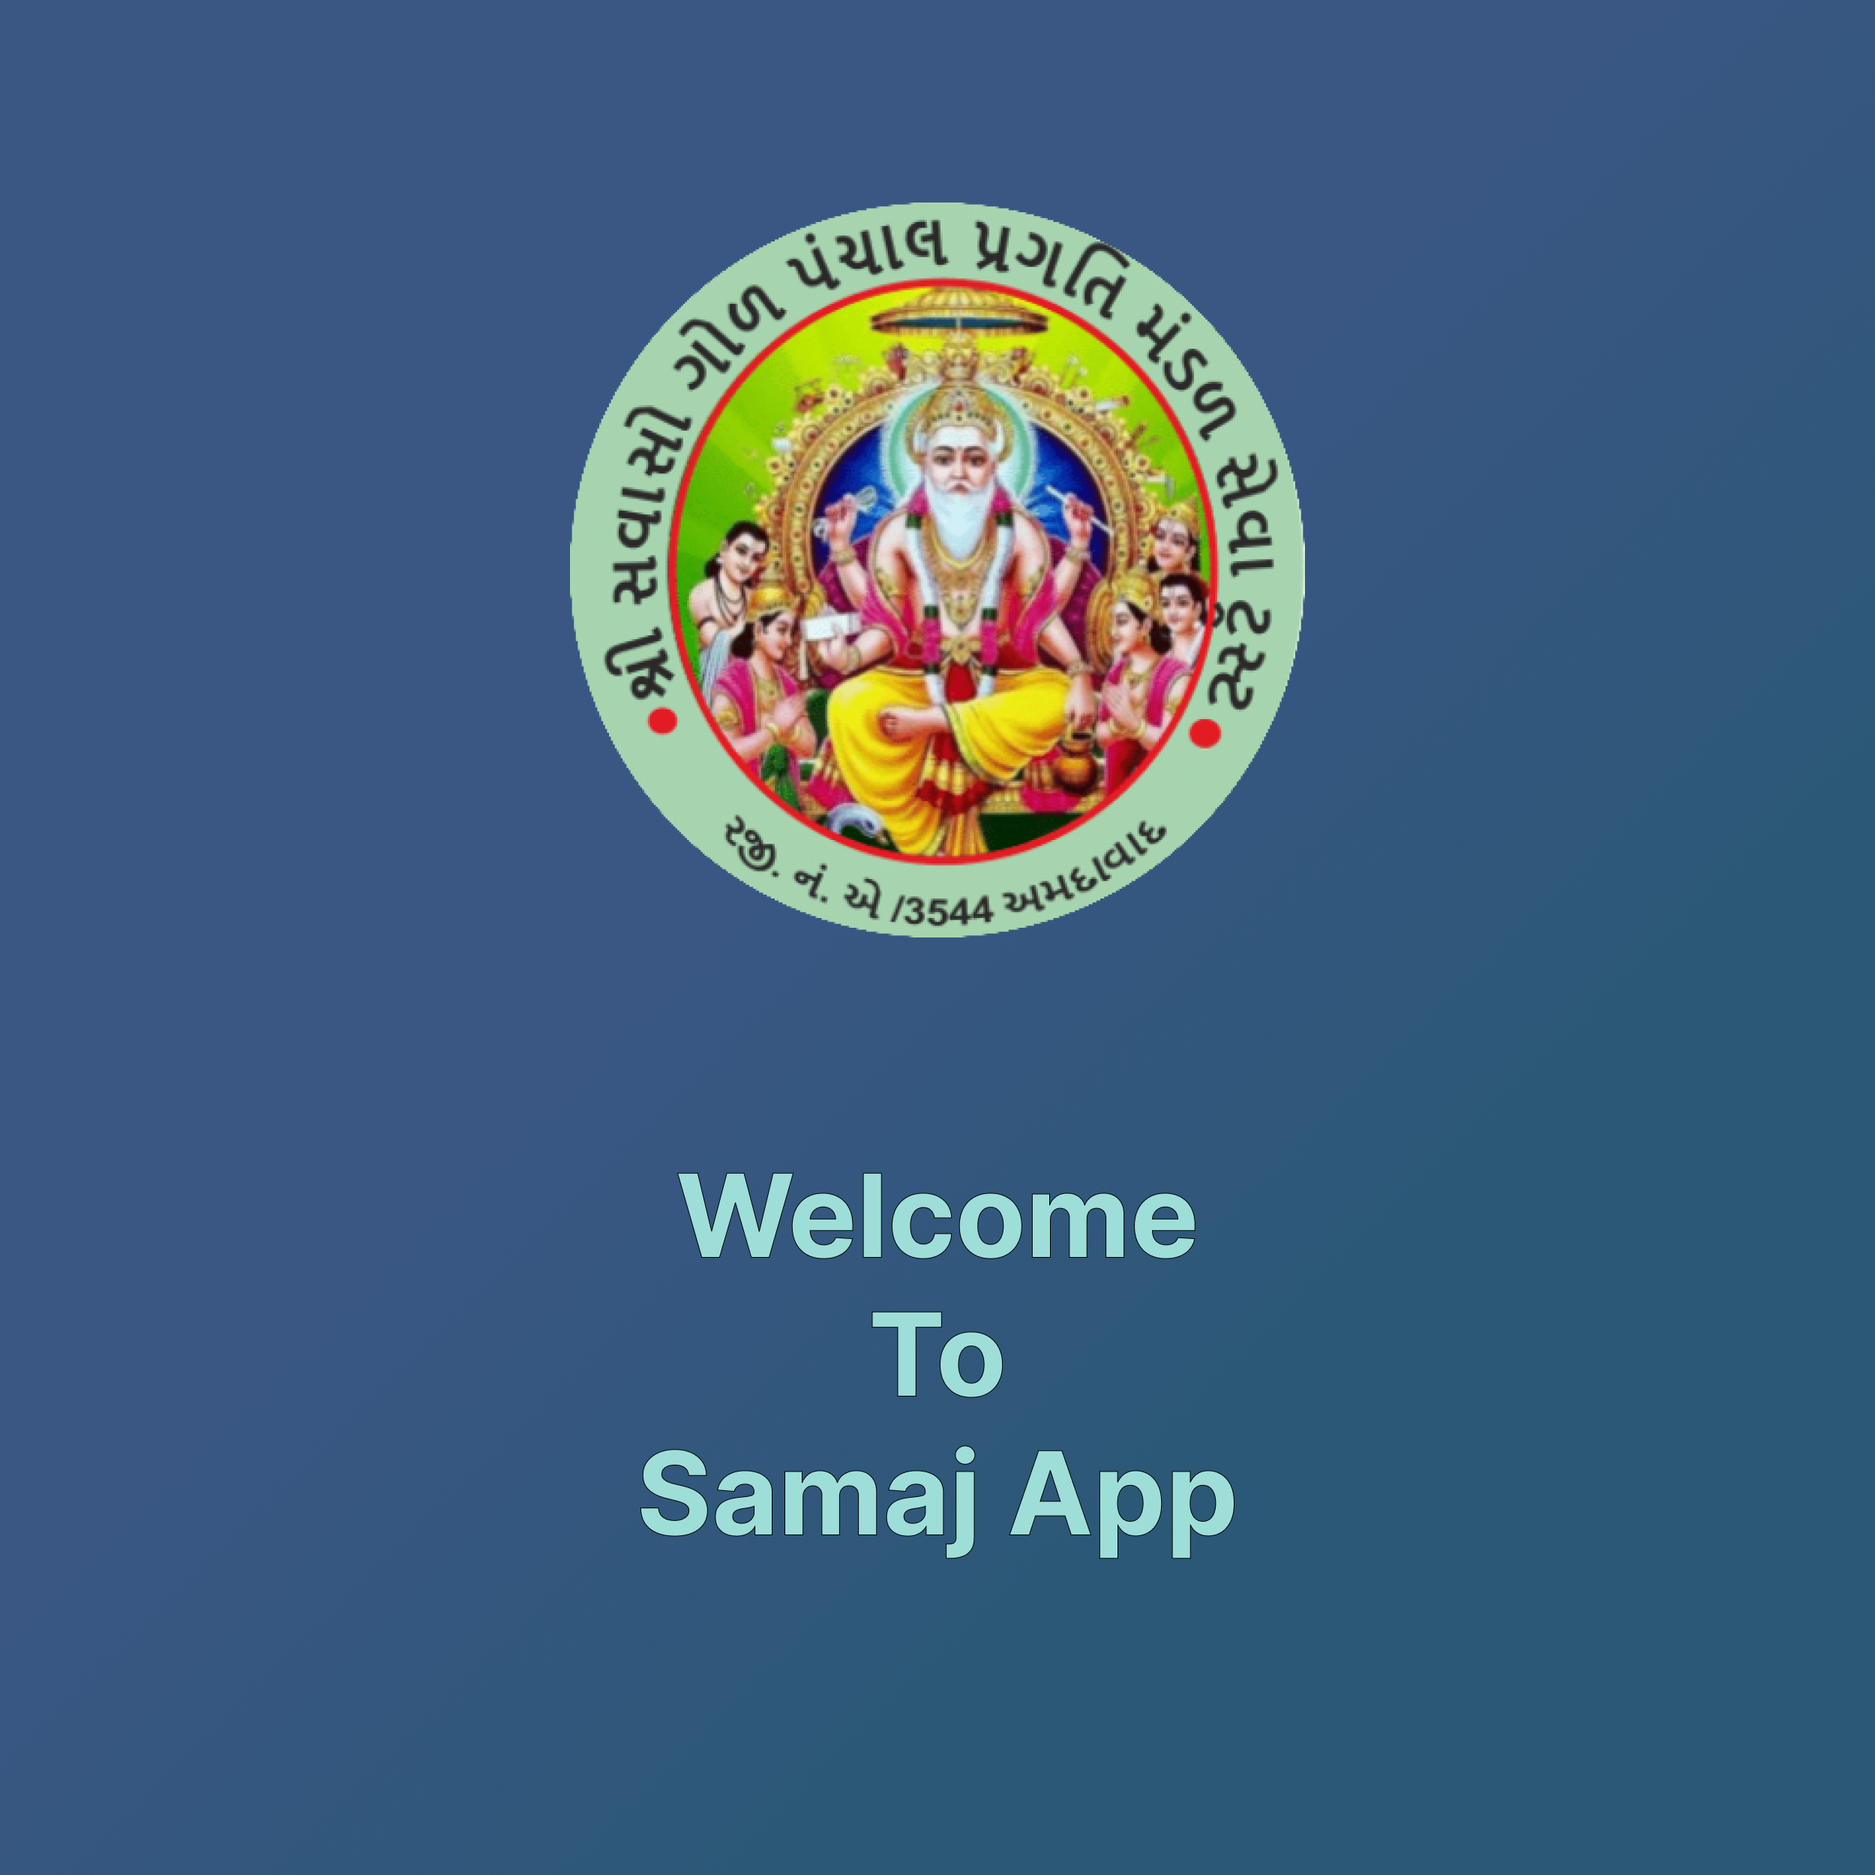 શ્રી સવાસો ગોળ પંચાલ પ્રગતિ મંડળ સેવા ટ્રસ્ટ
રજી. નં. એ /3544 અમદાવાદ
Welcome
To
Samaj App